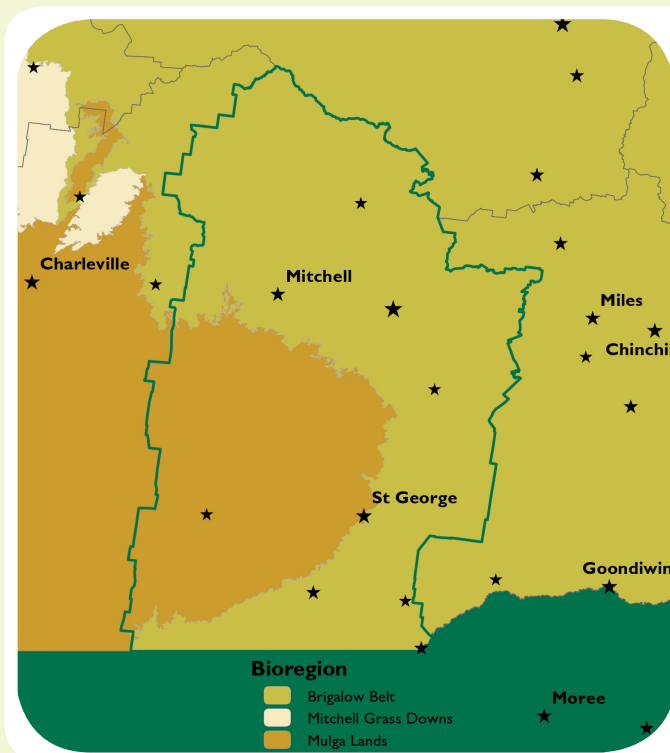 Charleville
Mitchell
Miles
Chinchi
St George
Goondiwin
Bioregion
Brigalow Belt
Mitchell Grass Downs
Mulga Lands
Moree